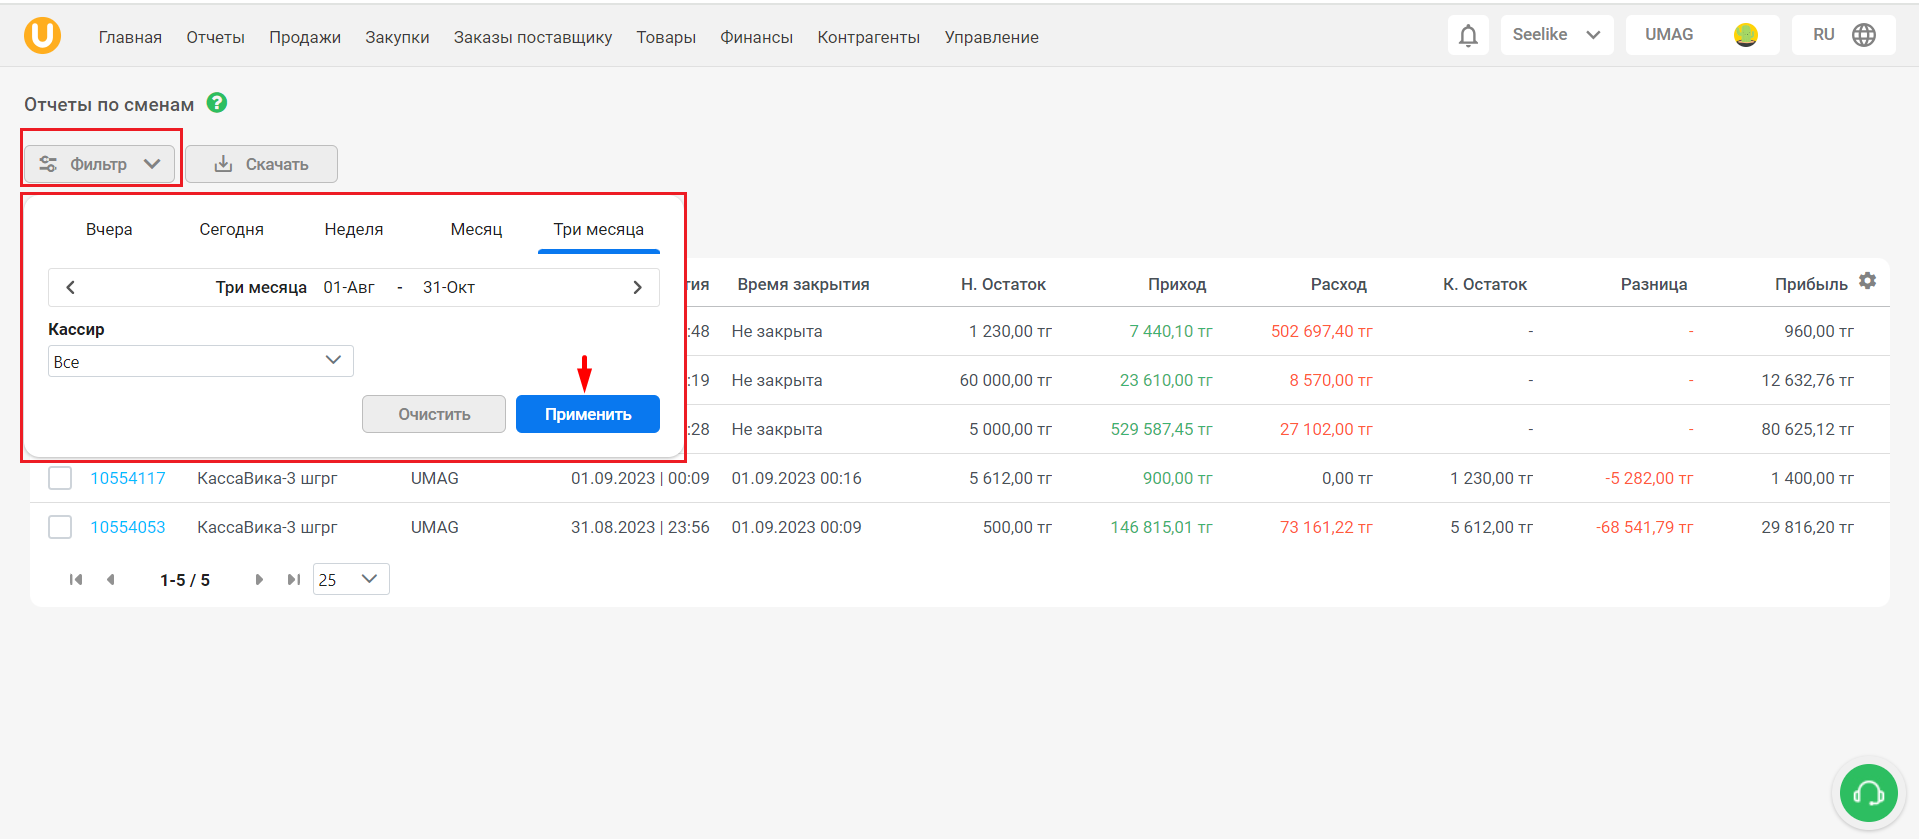 U Главная Отчеты Продажи Закупки Заказы поставщику Товары Финансы Контрагенты Управление Seelike UMAG RU
Отчеты по сменам ?
Фильтр Скачать
Вчера Сегодня Неделя Месяц Три месяца
Три месяца 01-Авг - 31-Окт
Кассир
Все
Очистить Применить
тия Время закрытия Н. Остаток Приход Расход К. Остаток Разница Прибыль
:48 Не закрыта 1 230,00 тг 7 440,10 тг 502 697,40 тг - - 960,00 тг
:19 Не закрыта 60 000,00 тг 23 610,00 тг 8 570,00 тг - - 12 632,76 тг
:28 Не закрыта 5 000,00 тг 529 587,45 тг 27 102,00 тг - - 80 625,12 тг
10554117 КассаВика-3 шгрг UMAG 01.09.2023 | 00:09 01.09.2023 00:16 5 612,00 тг 900,00 тг 0,00 тг 1 230,00 тг -5 282,00 тг 1 400,00 тг
10554053 КассаВика-3 шгрг UMAG 31.08.2023 | 23:56 01.09.2023 00:09 500,00 тг 146 815,01 тг 73 161,22 тг 5 612,00 тг -68 541,79 тг 29 816,20 тг
1-5 / 5 25